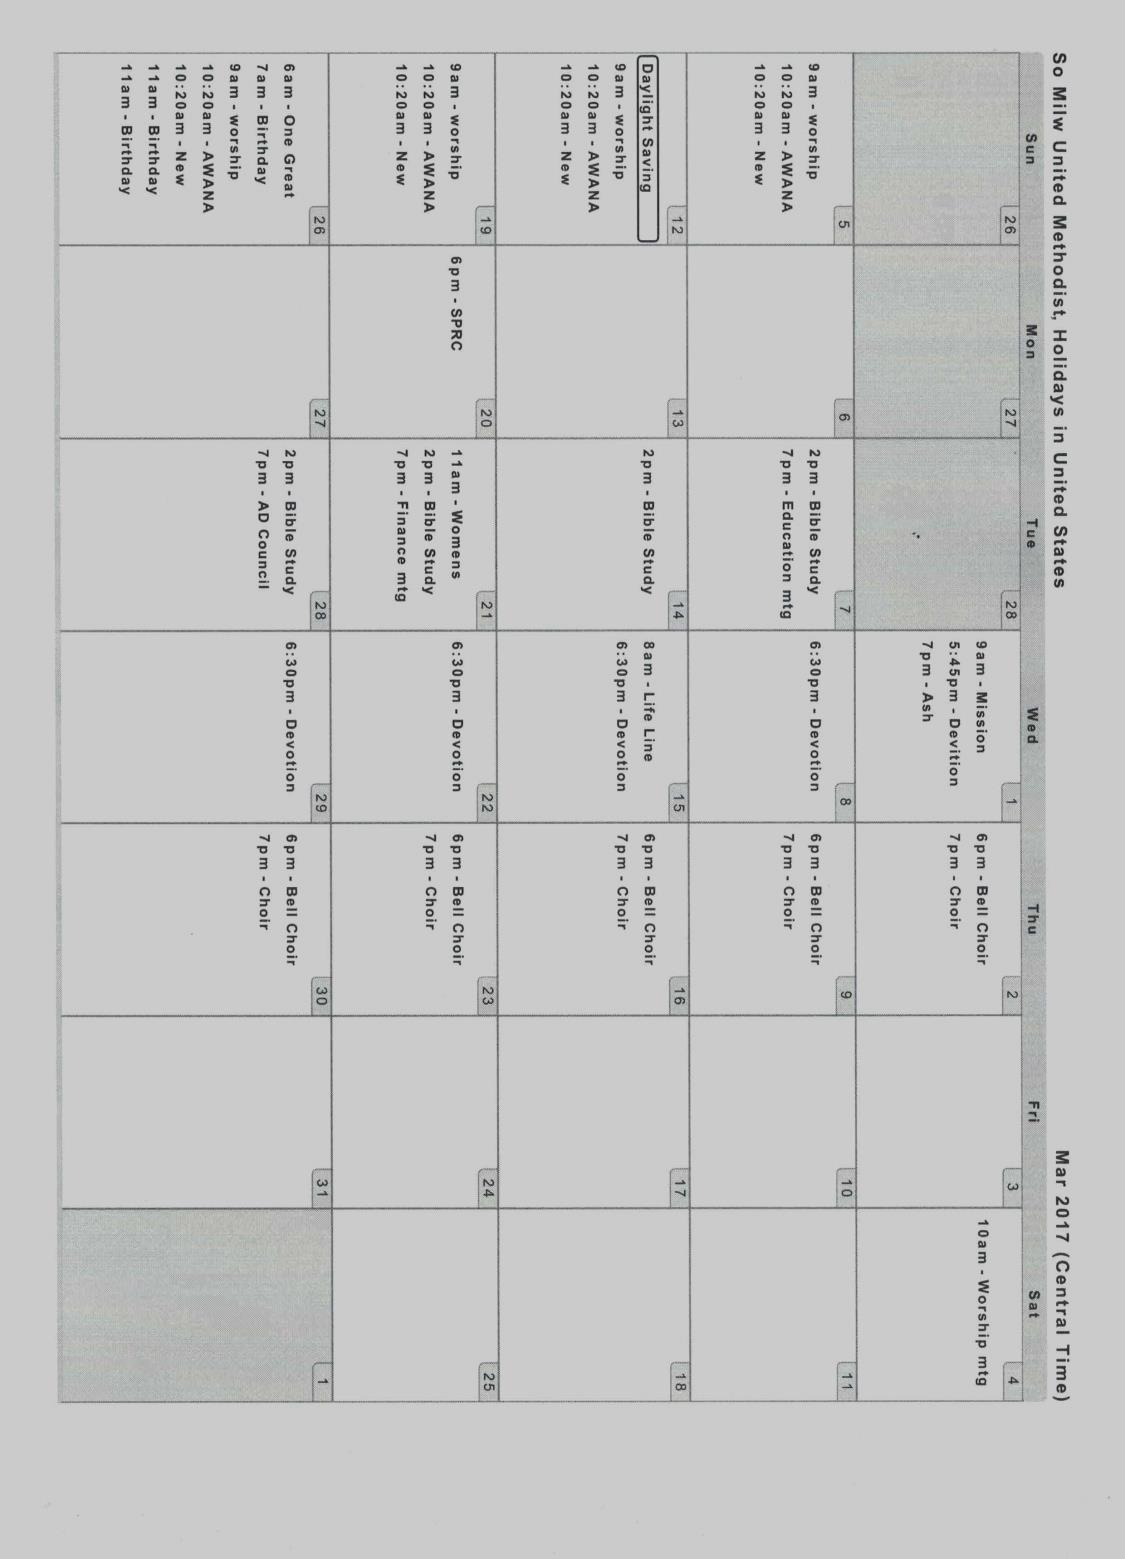 So Milw United Methodist, Holidays in United States
Mar 2017 (Central Time)
Sun
Mon
Tue
Wed
Thu
Fri
Sat
26
27
28
1
9am - Mission
5:45pm - Devition
7pm - Ash
2
6pm - Bell Choir
7pm - Choir
3
4
10am - Worship mtg
5
9am - worship
10:20am - AWANA
10:20am - New
6
7
2pm - Bible Study
7pm - Education mtg
8
6:30pm - Devotion
9
6pm - Bell Choir
7pm - Choir
10
11
12
Daylight Saving
9am - worship
10:20am - AWANA
10:20am - New
13
14
2pm - Bible Study
15
8am - Life Line
6:30pm - Devotion
16
6pm - Bell Choir
7pm - Choir
17
18
19
9am - worship
10:20am - AWANA
10:20am - New
20
6pm - SPRC
21
11am - Womens
2pm - Bible Study
7pm - Finance mtg
22
6:30pm - Devotion
23
6pm - Bell Choir
7pm - Choir
24
25
26
6am - One Great
7am - Birthday
9am - worship
10:20am - AWANA
10:20am - New
11am - Birthday
11am - Birthday
27
28
2pm - Bible Study
7pm - AD Council
29
6:30pm - Devotion
30
6pm - Bell Choir
7pm - Choir
31
1